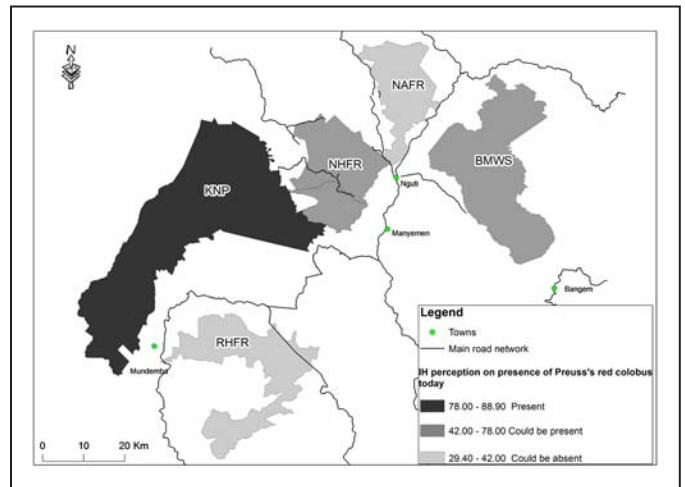 N
NAFR
NHFR
BMWS
KNP
Nguti
Manyemen
Bangem
RHFR
Mundemba
0 10 20 Km
Legend
Towns
Main road network
IH perception on presence of Preuss's red colobus
today
78.00 - 88.90 Present
42.00 - 78.00 Could be present
29.40 - 42.00 Could be absent